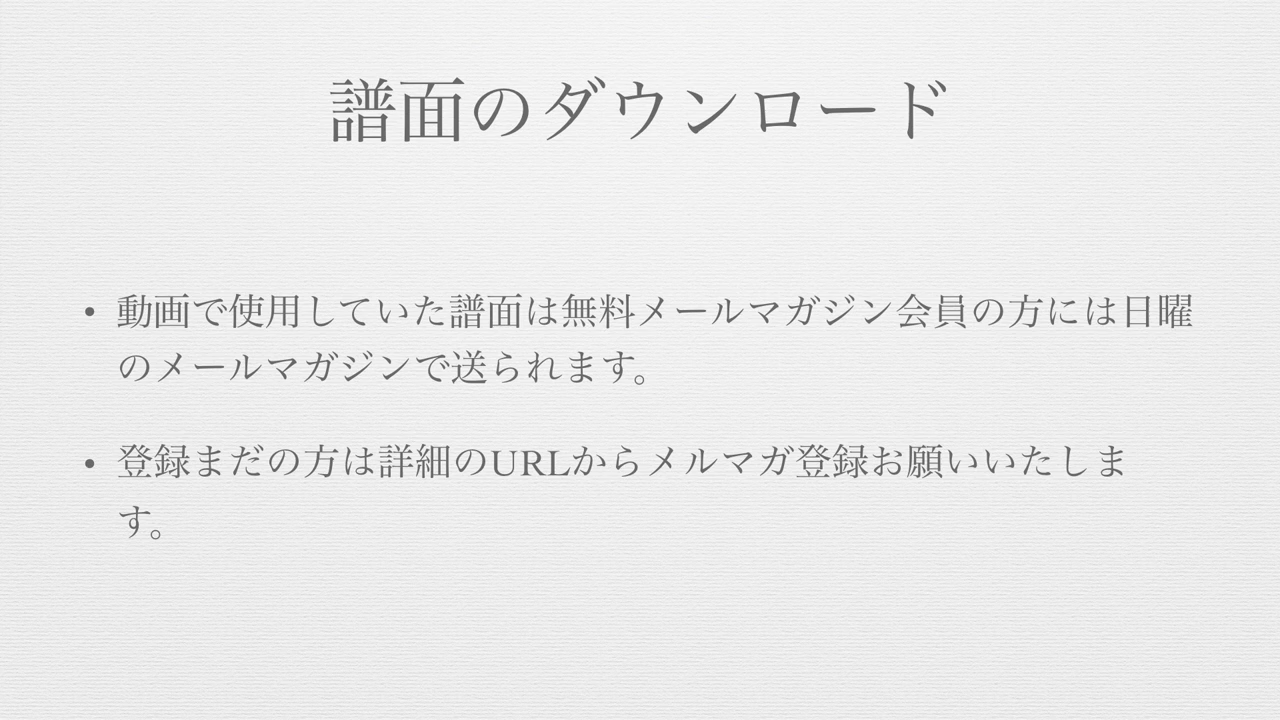 譜面のダウンロード
• 動画で使用していた譜面は無料メールマガジン会員の方には日曜
のメールマガジンで送られます。
• 登録まだの方は詳細のURLからメルマガ登録お願いいたしま
す。